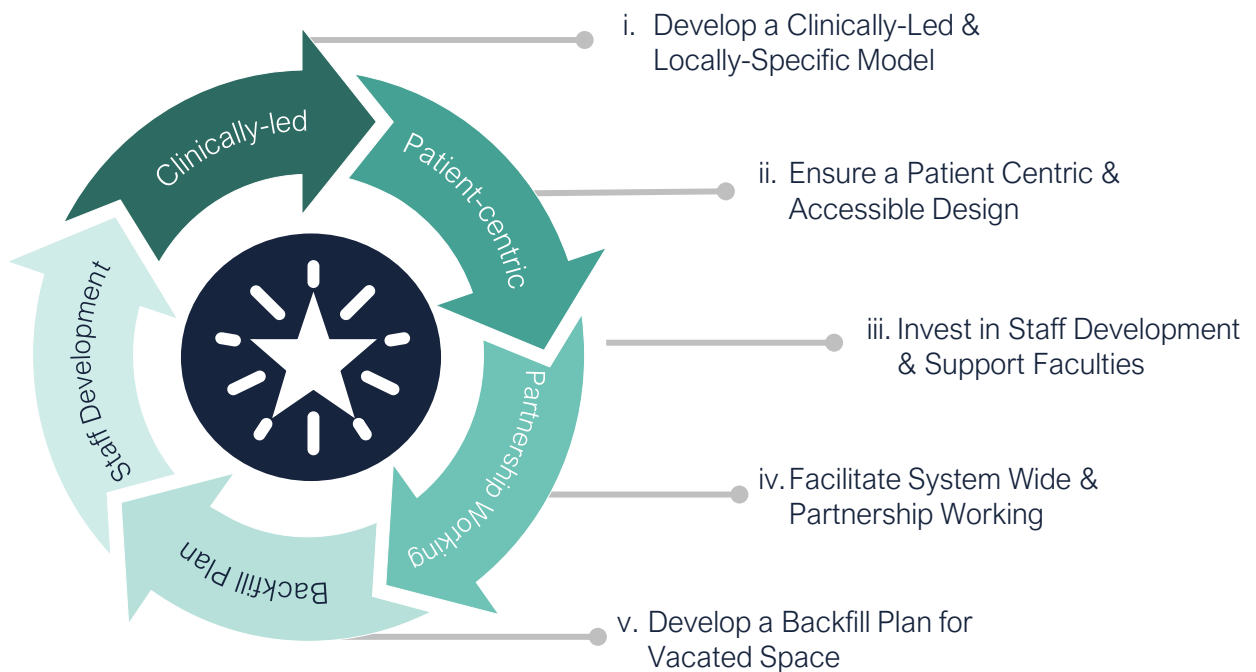 i. Develop a Clinically-Led &
Locally-Specific Model
Clinically-led
Patient-centric
ii. Ensure a Patient Centric &
Accessible Design
Staff Development
iii. Invest in Staff Development
& Support Faculties
Partnership Working
iv. Facilitate System Wide &
Partnership Working
Backfill Plan
v. Develop a Backfill Plan for
Vacated Space